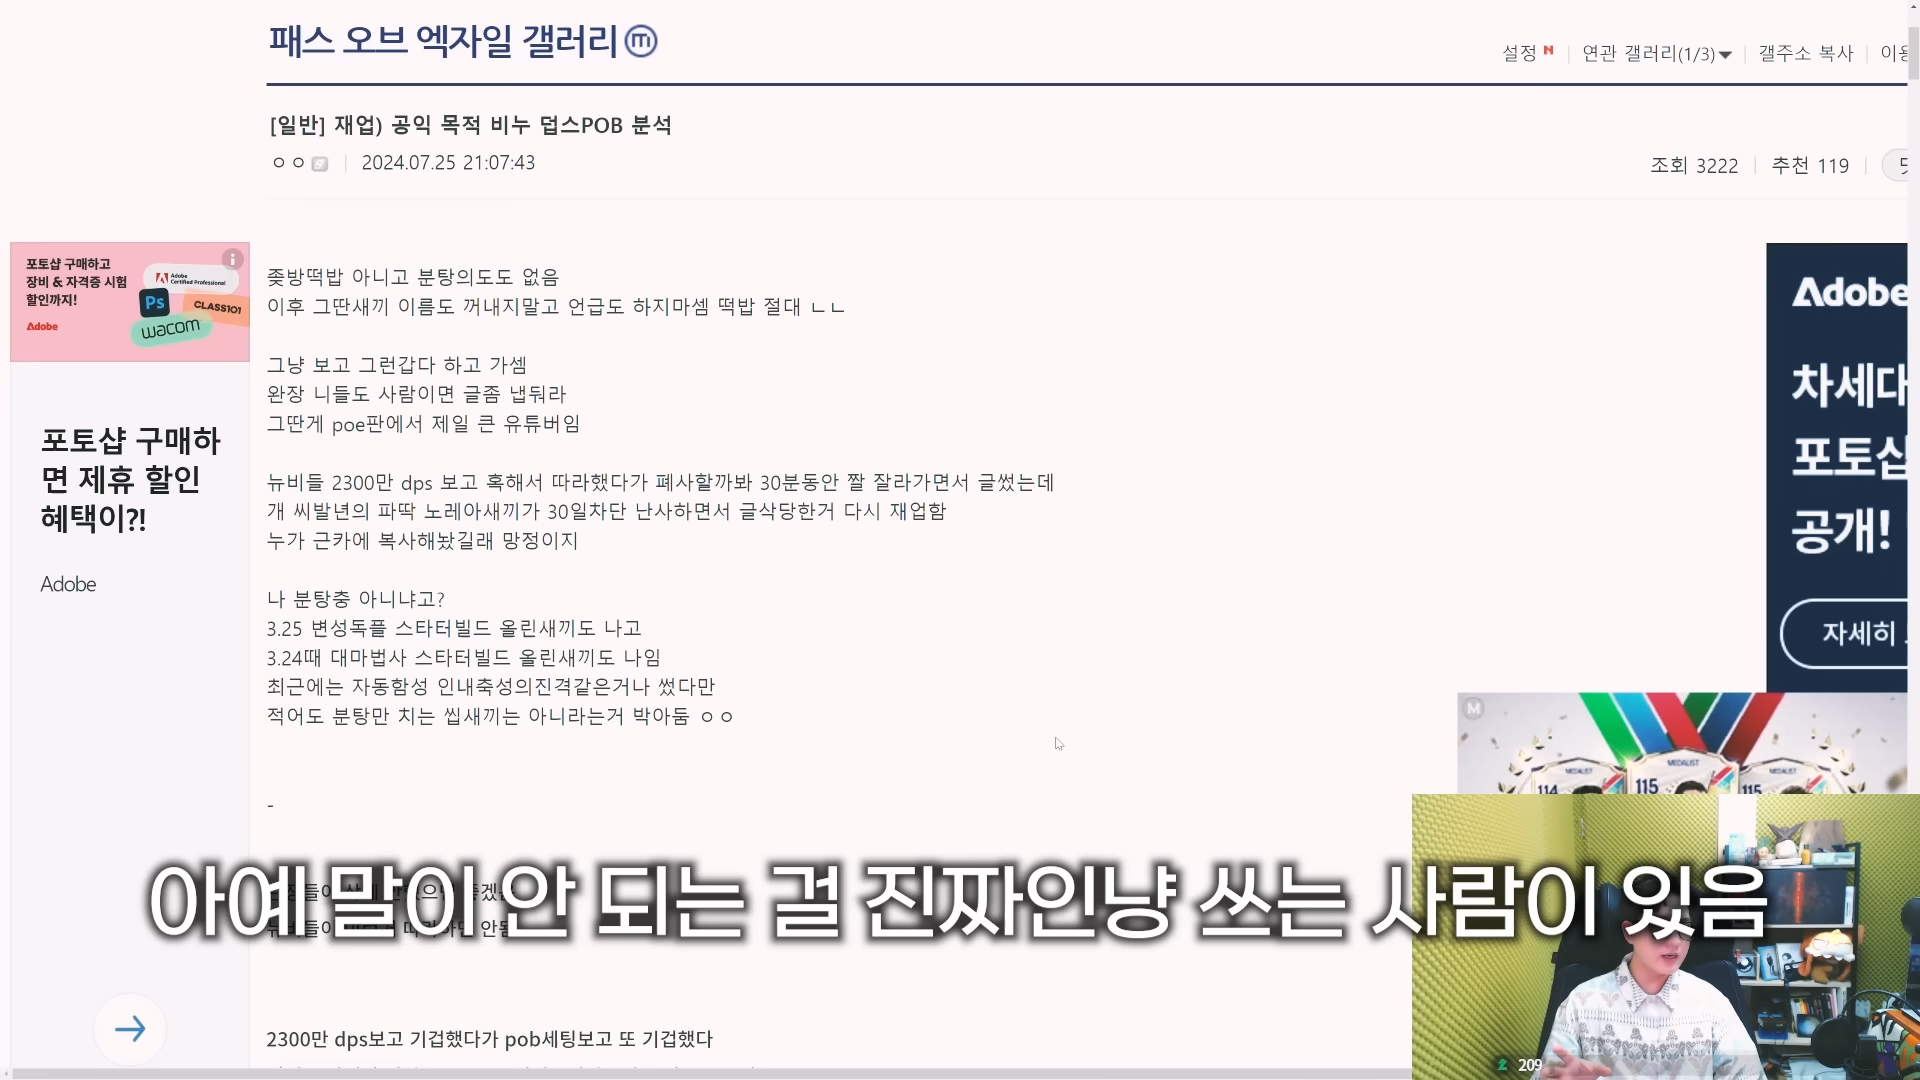 패스 오브 엑자일 갤러리 ⓜ
설정 N 연관 갤러리(1/3)▼ 갤주소 복사
[일반] 재업) 공익 목적 비누 덥스POB 분석
ㅇㅇ 2024.07.25 21:07:43
조회 3222 추천 119
포토샵 구매하고
장비 & 자격증 시험
할인까지!
Adobe
Adobe
Certified Professional
Ps
CLASS101
wacom
포토샵 구매하
면 제휴 할인
혜택이?!
Adobe
좆방떡밥 아니고 분탕의도도 없음
이후 그딴새끼 이름도 꺼내지말고 언급도 하지마셈 떡밥 절대 ㄴㄴ
그냥 보고 그런갑다 하고 가셈
완장 니들도 사람이면 글좀 냅둬라
그딴게 poe판에서 제일 큰 유튜버임
뉴비들 2300만 dps 보고 혹해서 따라했다가 폐사할까봐 30분동안 짤 잘라가면서 글썼는데
개 씨발년의 파딱 노레아새끼가 30일차단 난사하면서 글삭당한거 다시 재업함
누가 근카에 복사해놨길래 망정이지
나 분탕충 아니냐고?
3.25 변성독플 스타터빌드 올린새끼도 나고
3.24때 대마법사 스타터빌드 올린새끼도 나임
최근에는 자동함성 인내축성의진격같은거나 썼다만
적어도 분탕만 치는 씹새끼는 아니라는거 박아둠 ㅇㅇ
-
아예 말이 안 되는 걸 진짜인냥 쓰는 사람이 있음
2300만 dps보고 기겁했다가 pob세팅보고 또 기겁했다
Adobe
차세대
포토샵
공개!
자세히
M
MEDALIST
MEDALIST
MEDALIST
114
115
115
209